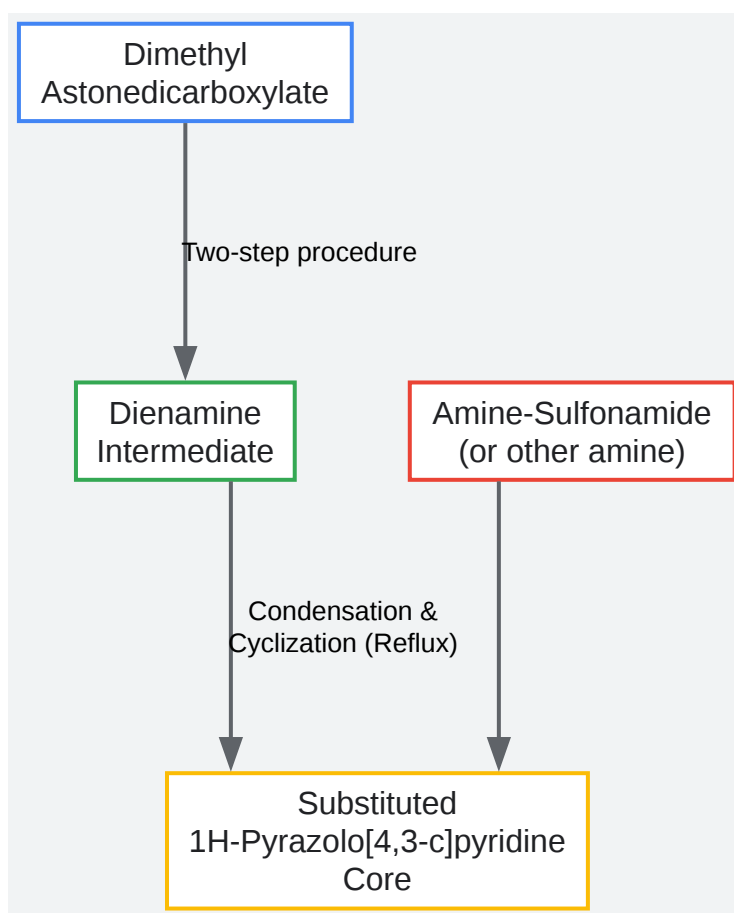 Dimethyl
Astonedicarboxylate
Two-step procedure
Dienamine
Intermediate
Amine-Sulfonamide
(or other amine)
Condensation &
Cyclization (Reflux)
Substituted
1H-Pyrazolo[4,3-c]pyridine
Core